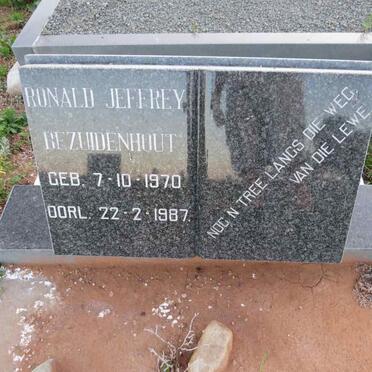 RONALD JEFFREY
BEZUIDENHOUT
GEB. 7-10-1970
OORL. 22-2-1987
NOG N TREE LANGS DIE WEG
VAN DIE LEWE